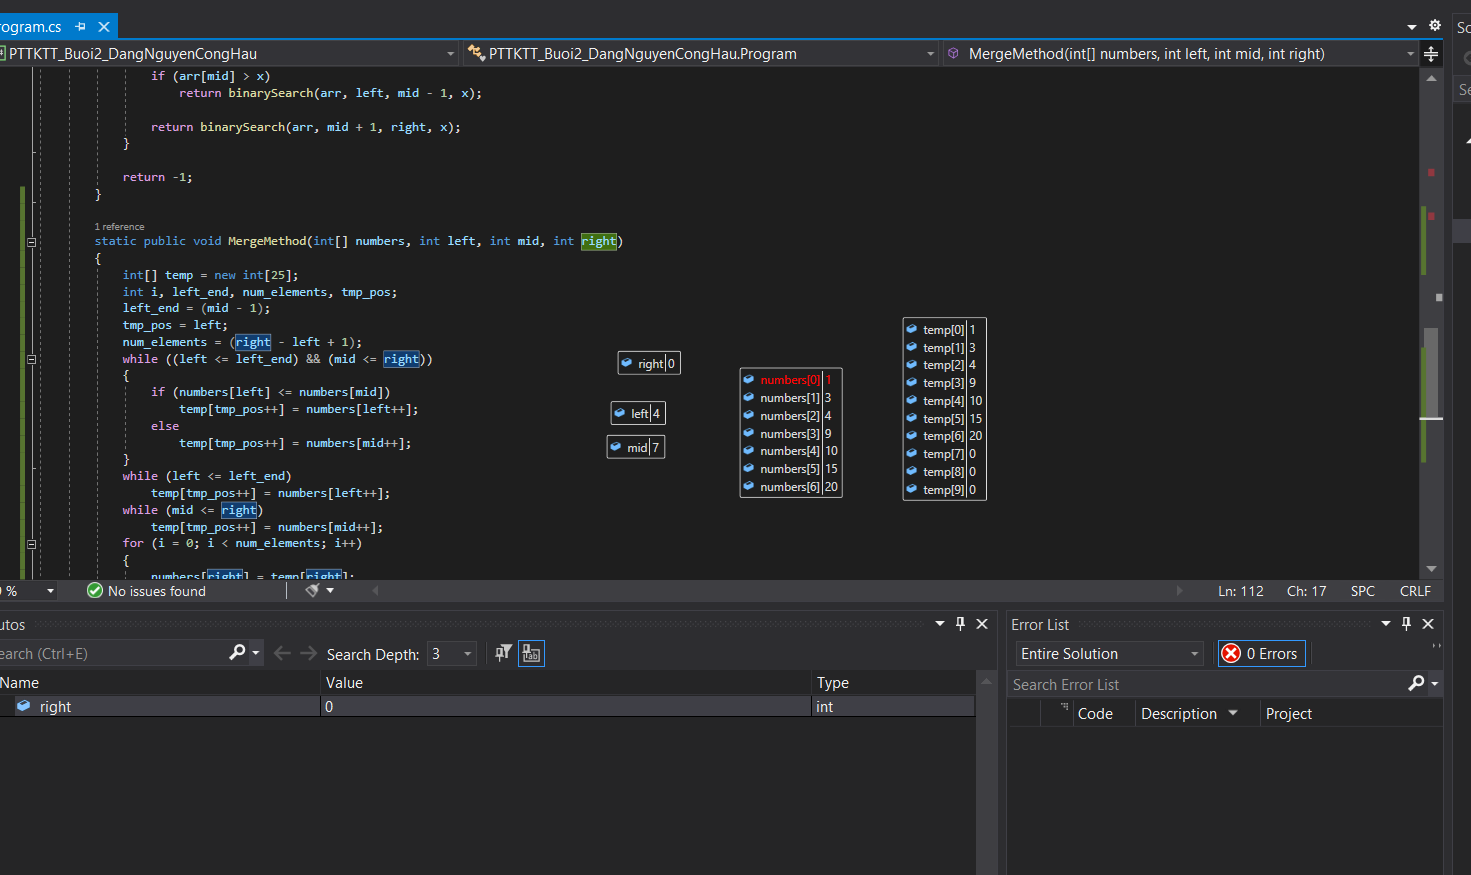 rogram.cs
PTTKTT_Buoi2_DangNguyenCongHau
PTTKTT_Buoi2_DangNguyenCongHau.Program
MergeMethod(int[] numbers, int left, int mid, int right)
if (arr[mid] > x)
return binarySearch(arr, left, mid - 1, x);
return binarySearch(arr, mid + 1, right, x);
}
return -1;
}
1 reference
static public void MergeMethod(int[] numbers, int left, int mid, int right)
{
int[] temp = new int[25];
int i, left_end, num_elements, tmp_pos;
left_end = (mid - 1);
tmp_pos = left;
num_elements = (right - left + 1);
while ((left <= left_end) && (mid <= right))
{
if (numbers[left] <= numbers[mid])
temp[tmp_pos++] = numbers[left++];
else
temp[tmp_pos++] = numbers[mid++];
}
while (left <= left_end)
temp[tmp_pos++] = numbers[left++];
while (mid <= right)
temp[tmp_pos++] = numbers[mid++];
for (i = 0; i < num_elements; i++)
{
numbers[right] = temp[right];
right 0
left 4
mid 7
numbers[0] 1
numbers[1] 3
numbers[2] 4
numbers[3] 9
numbers[4] 10
numbers[5] 15
numbers[6] 20
temp[0] 1
temp[1] 3
temp[2] 4
temp[3] 9
temp[4] 10
temp[5] 15
temp[6] 20
temp[7] 0
temp[8] 0
temp[9] 0
%
No issues found
Ln: 112 Ch: 17 SPC CRLF
utos
earch (Ctrl+E)
Search Depth: 3
Name Value Type
right 0 int
Error List
Entire Solution
0 Errors
Search Error List
Code Description Project
Sc
Se